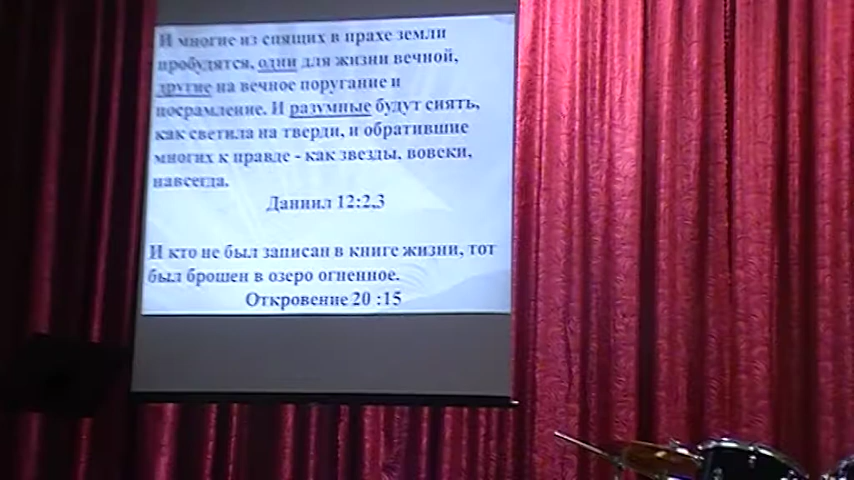 И многие из спящих в прахе земли
пробудятся, одни для жизни вечной,
другие на вечное поругание и
посрамление. И разумные будут сиять,
как светила на тверди, и обратившие
многих к правде - как звезды, вовеки,
навсегда.
Даниил 12:2,3
И кто не был записан в книге жизни, тот
был брошен в озеро огненное.
Откровение 20 :15